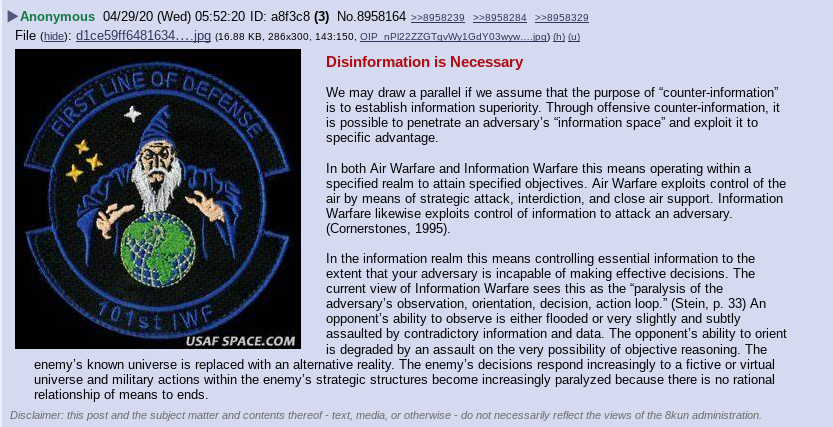 ▶Anonymous 04/29/20 (Wed) 05:52:20 ID: a8f3c8 (3) No.8958164 >>8958239 >>8958284 >>8958329
File (hide): d1ce59ff6481634….jpg (16.88 KB, 286x300, 143:150, OIP_nPl22ZZGTqvWy1GdY03wyw….jpg) (h) (u)
FIRST LINE OF DEFENSE
101st IWF
USAF SPACE.COM
Disinformation is Necessary
We may draw a parallel if we assume that the purpose of “counter-information”
is to establish information superiority. Through offensive counter-information, it
is possible to penetrate an adversary’s “information space” and exploit it to
specific advantage.
In both Air Warfare and Information Warfare this means operating within a
specified realm to attain specified objectives. Air Warfare exploits control of the
air by means of strategic attack, interdiction, and close air support. Information
Warfare likewise exploits control of information to attack an adversary.
(Cornerstones, 1995).
In the information realm this means controlling essential information to the
extent that your adversary is incapable of making effective decisions. The
current view of Information Warfare sees this as the “paralysis of the
adversary’s observation, orientation, decision, action loop.” (Stein, p. 33) An
opponent’s ability to observe is either flooded or very slightly and subtly
assaulted by contradictory information and data. The opponent’s ability to orient
is degraded by an assault on the very possibility of objective reasoning. The
enemy’s known universe is replaced with an alternative reality. The enemy’s decisions respond increasingly to a fictive or virtual
universe and military actions within the enemy’s strategic structures become increasingly paralyzed because there is no rational
relationship of means to ends.
Disclaimer: this post and the subject matter and contents thereof - text, media, or otherwise - do not necessarily reflect the views of the 8kun administration.